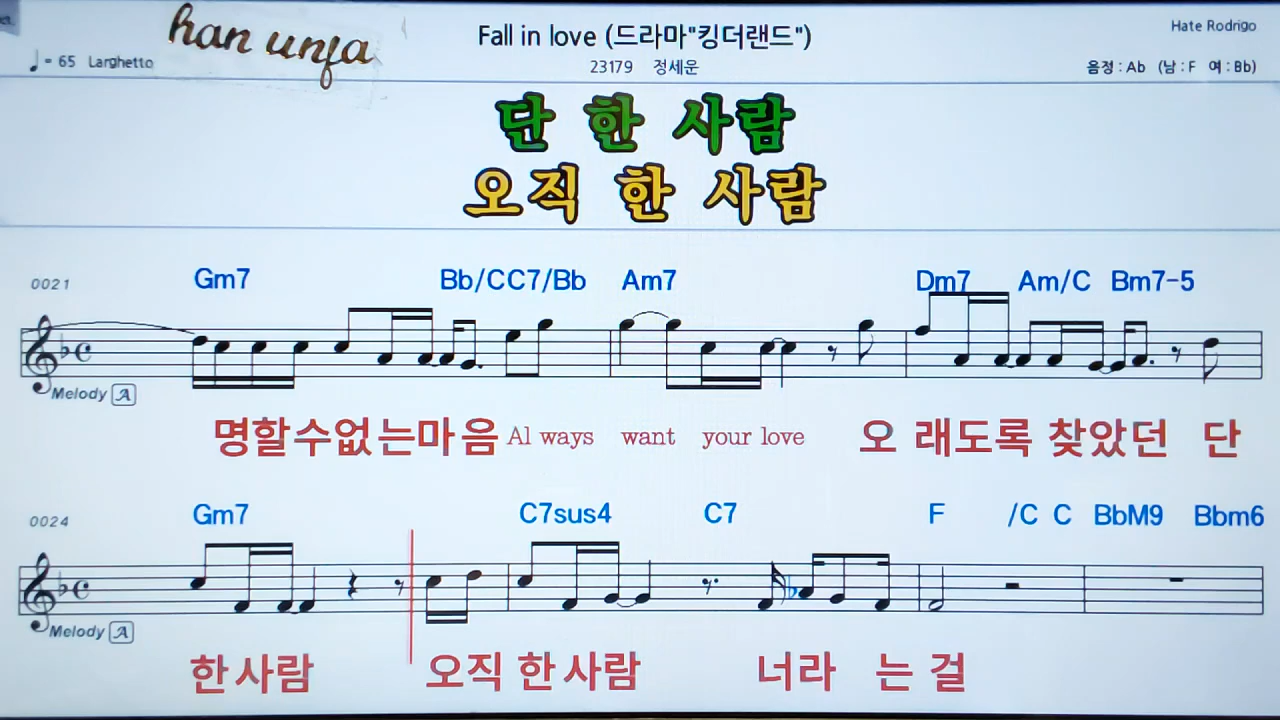 han unja
Fall in love (드라마"킹더랜드")
Hate Rodrigo
♩= 65 Larghetto
23179 정세운
음정 : Ab (남 : F 여 : Bb)
단 한 사람
오직 한 사람
0021 Gm7 Bb/CC7/Bb Am7 Dm7 Am/C Bm7-5
Melody A
명할수없는마음 Al ways want your love 오 래도록 찾았던 단
0024 Gm7 C7sus4 C7 F /C C BbM9 Bbm6
Melody A
한사람 오직 한사람 너라 는 걸